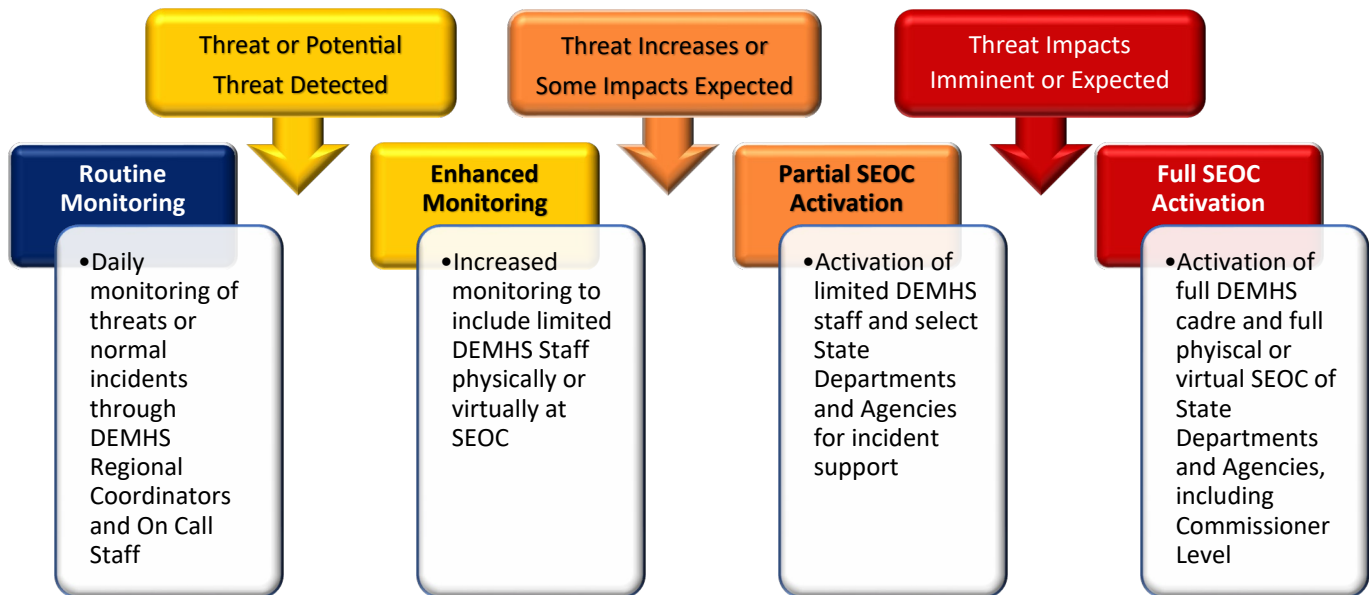 Threat or Potential
Threat Detected
Threat Increases or
Some Impacts Expected
Threat Impacts
Imminent or Expected
Routine
Monitoring
•Daily
monitoring of
threats or
normal
incidents
through
DEMHS
Regional
Coordinators
and On Call
Staff
Enhanced
Monitoring
•Increased
monitoring to
include limited
DEMHS Staff
physically or
virtually at
SEOC
Partial SEOC
Activation
•Activation of
limited DEMHS
staff and select
State
Departments
and Agencies
for incident
support
Full SEOC
Activation
•Activation of
full DEMHS
cadre and full
phyiscal or
virtual SEOC of
State
Departments
and Agencies,
including
Commissioner
Level